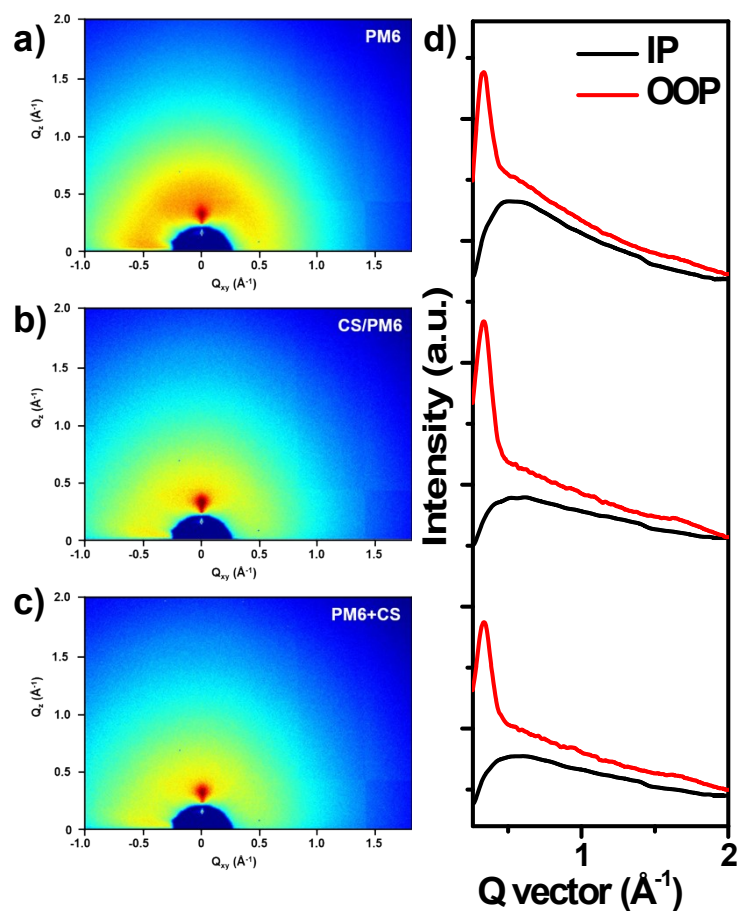 a)
PM6
2.0
1.5
1.0
0.5
0
Qz (Å-1)
-1.0 -0.5 0 0.5 1.0 1.5
Qxy (Å-1)
b)
CS/PM6
2.0
1.5
1.0
0.5
0
Qz (Å-1)
-1.0 -0.5 0 0.5 1.0 1.5
Qxy (Å-1)
c)
PM6+CS
2.0
1.5
1.0
0.5
0
Qz (Å-1)
-1.0 -0.5 0 0.5 1.0 1.5
Qxy (Å-1)
d)
IP
OOP
Intensity (a.u.)
1 2
Q vector (Å-1)